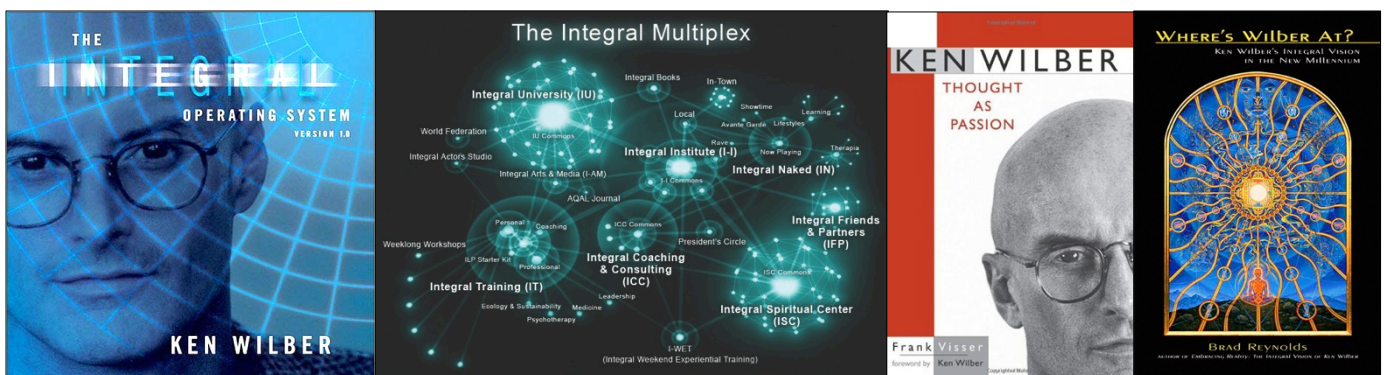 THE
INTEGRAL
OPERATING SYSTEM
VERSION 1.0
KEN WILBER
The Integral Multiplex
Integral University (IU)
IU Commons
Integral Books
In-Town
World Federation
Integral Actors Studio
Integral Arts & Media (I-AM)
AQAL Journal
Local
Showtime
Avante Garde
Lifestyles
Learning
Rave
Now Playing
Therapia
Integral Institute (I-I)
I-I Commons
Integral Naked (IN)
Integral Friends
& Partners
(IFP)
Personal
Coaching
Weeklong Workshops
ILP Starter Kit
Professional
Integral Training (IT)
ICC Commons
Integral Coaching
& Consulting
(ICC)
President's Circle
ISC Commons
Integral Spiritual Center
(ISC)
Ecology & Sustainability
Psychotherapy
Medicine
Leadership
I-WET
(Integral Weekend Experiential Training)
Copyrighted Material
KEN WILBER
THOUGHT
AS
PASSION
Frank Visser
foreword by Ken Wilber
WHERE'S WILBER AT?
KEN WILBER'S INTEGRAL VISION
IN THE NEW MILLENNIUM
BRAD REYNOLDS
AUTHOR OF EMBRACING REALITY: THE INTEGRAL VISION OF KEN WILBER